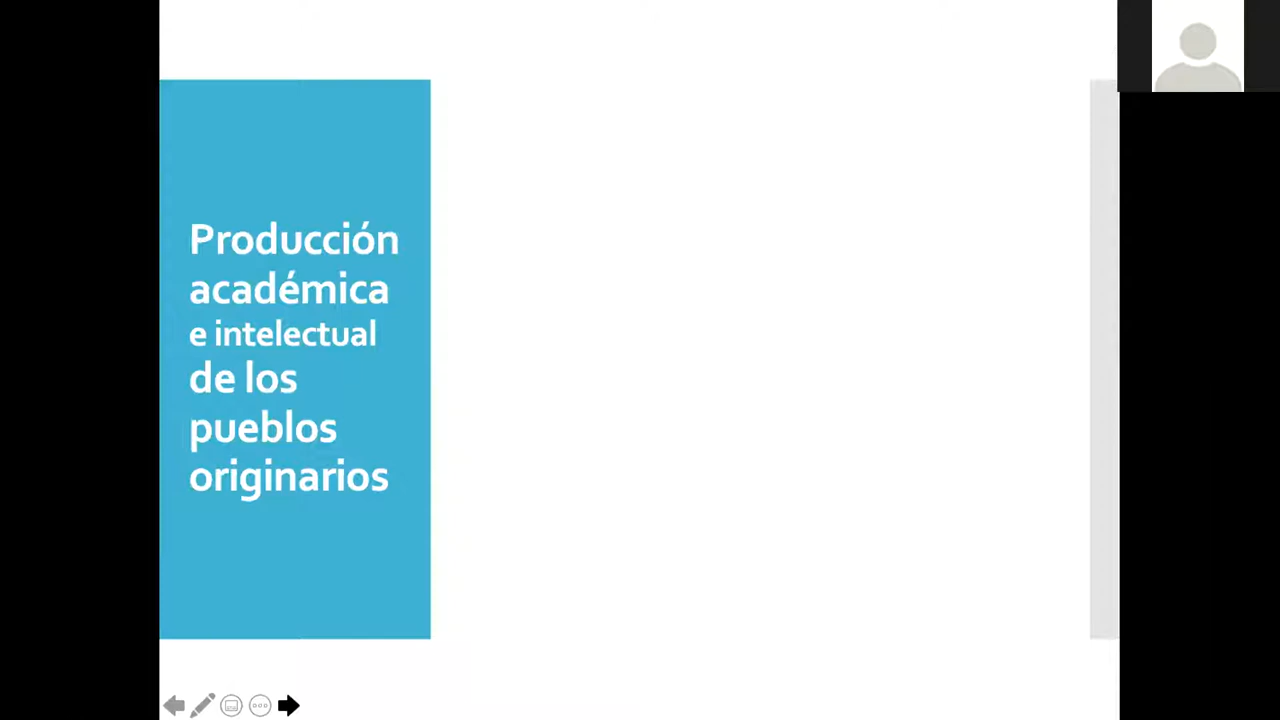 Producción
académica
e intelectual
de los
pueblos
originarios